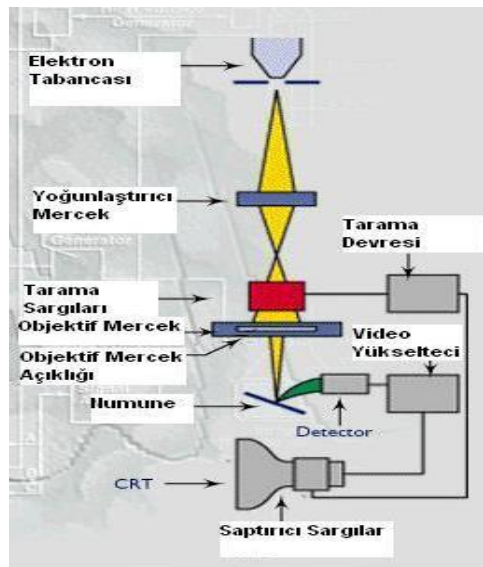 Elektron
Tabancası
Yoğunlaştırıcı
Mercek
Tarama
Devresi
Generator
Tarama
Sargıları
Objektif Mercek
Objektif Mercek
Açıklığı
Video
Yükselteci
Numune
Detector
CRT
Saptırıcı Sargılar